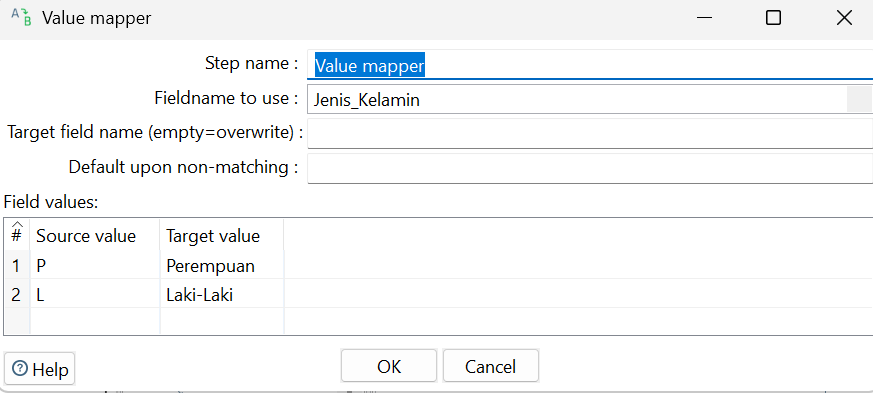 Value mapper
Step name :
Value mapper
Fieldname to use :
Jenis_Kelamin
Target field name (empty=overwrite) :
Default upon non-matching :
Field values:
# Source value Target value
1 P Perempuan
2 L Laki-Laki
Help
OK
Cancel